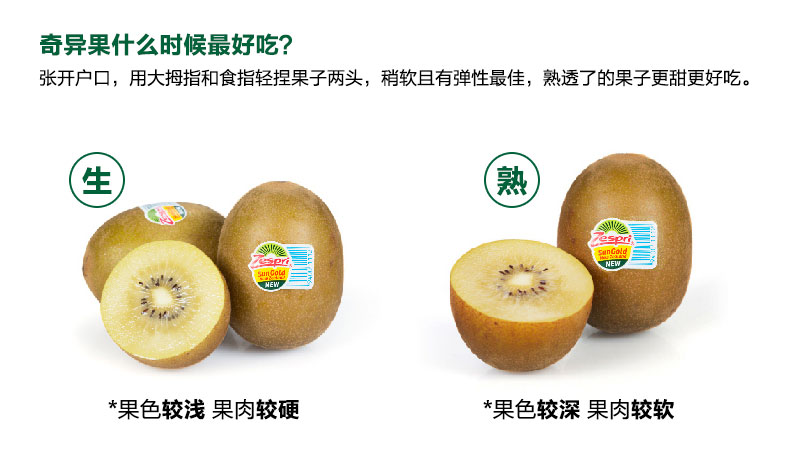 奇异果什么时候最好吃?
张开户口，用大拇指和食指轻捏果子两头，稍软且有弹性最佳，熟透了的果子更甜更好吃。
生
熟
Zespri
SunGold
NEW
Zespri
SunGold
New Zealand
NEW
*果色较浅 果肉较硬
*果色较深 果肉较软